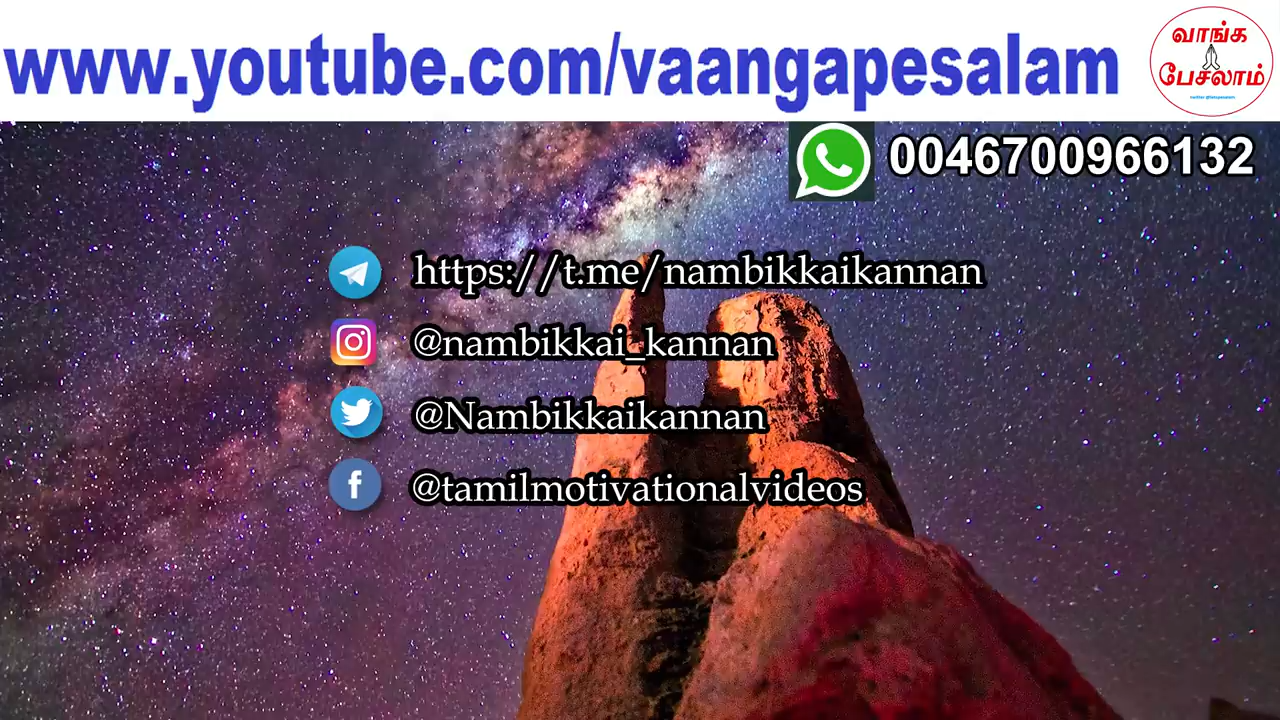 www.youtube.com/vaangapesalam
வாங்க
பேசலாம்
0046700966132
https://t.me/nambikkaikannan
@nambikkai_kannan
@Nambikkaikannan
@tamilmotivationalvideos